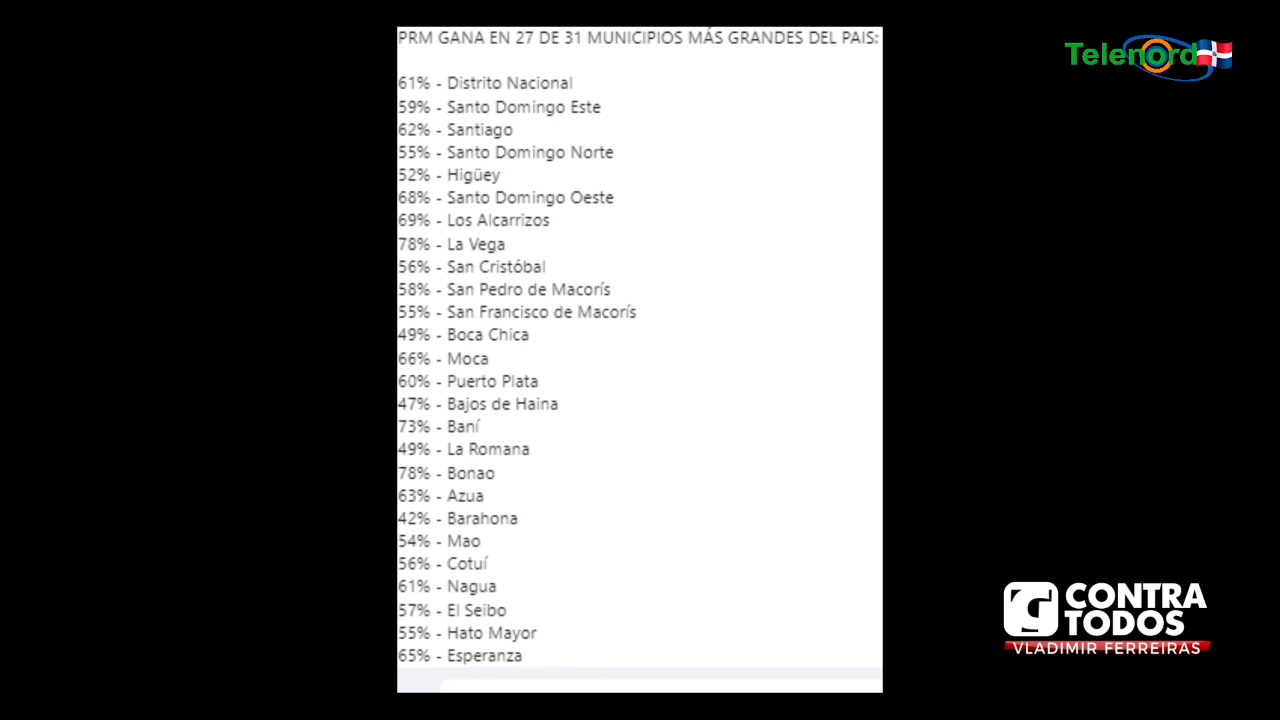 PRM GANA EN 27 DE 31 MUNICIPIOS MÁS GRANDES DEL PAIS:
61% - Distrito Nacional
59% - Santo Domingo Este
62% - Santiago
55% - Santo Domingo Norte
52% - Higüey
68% - Santo Domingo Oeste
69% - Los Alcarrizos
78% - La Vega
56% - San Cristóbal
58% - San Pedro de Macorís
55% - San Francisco de Macorís
49% - Boca Chica
66% - Moca
60% - Puerto Plata
47% - Bajos de Haina
73% - Baní
49% - La Romana
78% - Bonao
63% - Azua
42% - Barahona
54% - Mao
56% - Cotuí
61% - Nagua
57% - El Seibo
55% - Hato Mayor
65% - Esperanza
Telenord
CONTRA
TODOS
VLADIMIR FERREIRAS